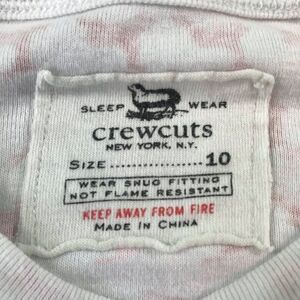 SLEEP WEAR
crewcuts
NEW YORK, N.Y.
SIZE ................. 10
WEAR SNUG FITTING
NOT FLAME RESISTANT
KEEP AWAY FROM FIRE
MADE IN CHINA